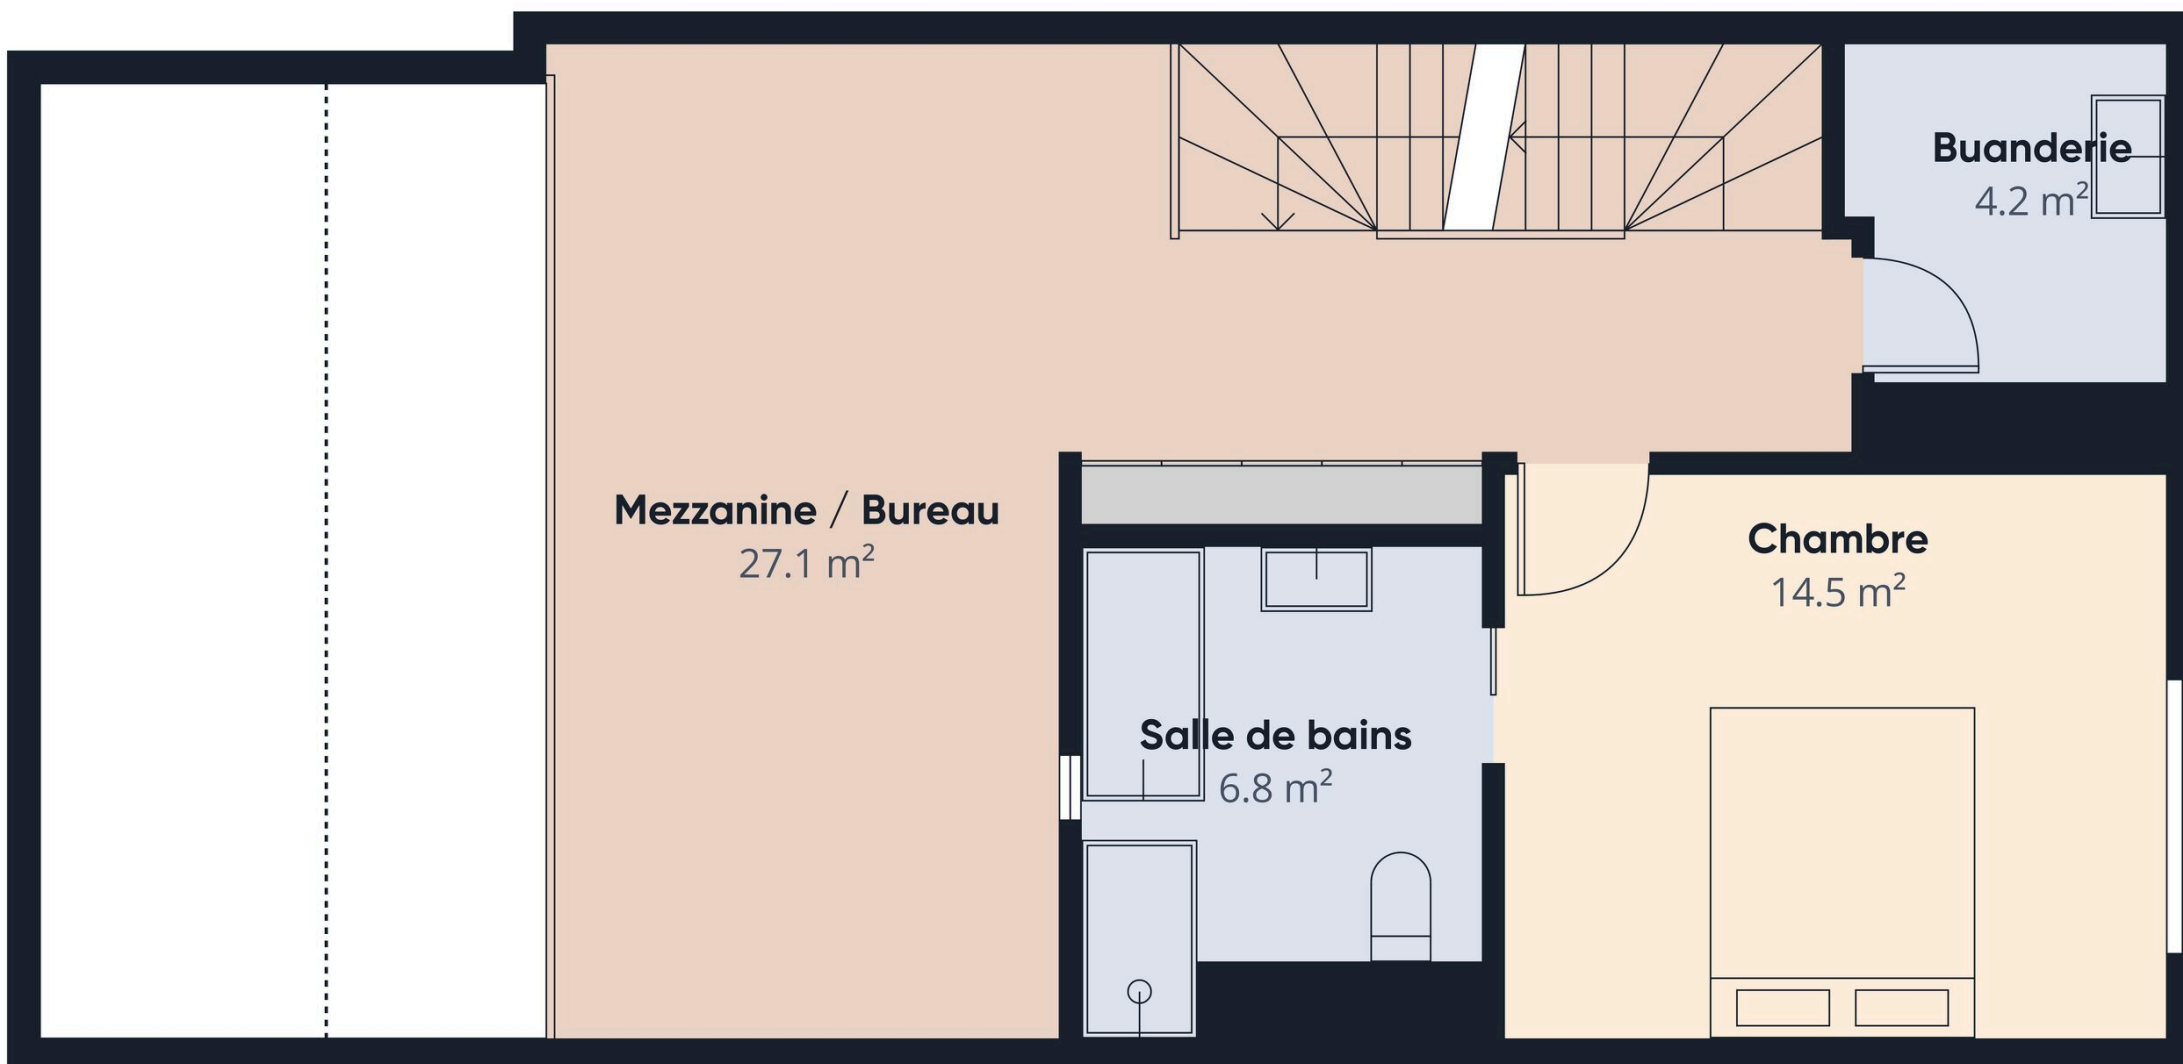 Buanderie
4.2 m²
Mezzanine / Bureau
27.1 m²
Chambre
14.5 m²
Salle de bains
6.8 m²